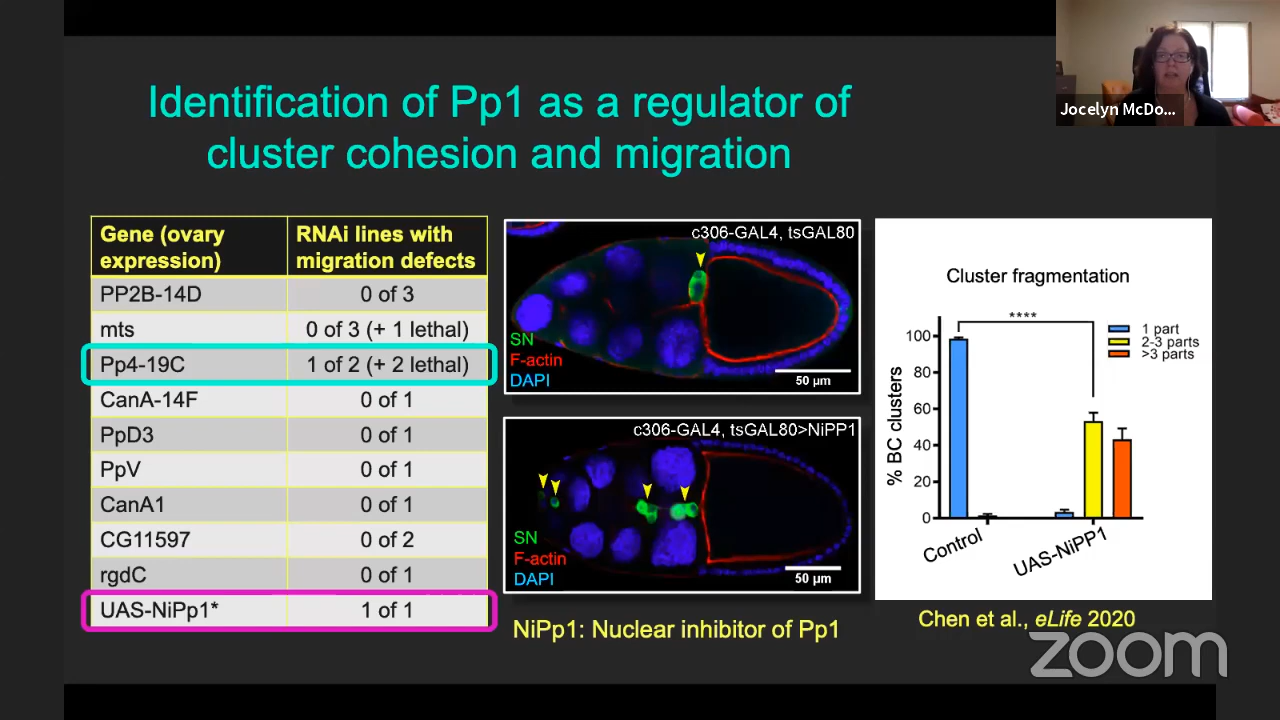 Jocelyn McDo...
Identification of Pp1 as a regulator of
cluster cohesion and migration
Gene (ovary expression) RNAi lines with migration defects
PP2B-14D 0 of 3
mts 0 of 3 (+ 1 lethal)
Pp4-19C 1 of 2 (+ 2 lethal)
CanA-14F 0 of 1
PpD3 0 of 1
PpV 0 of 1
CanA1 0 of 1
CG11597 0 of 2
rgdC 0 of 1
UAS-NiPp1* 1 of 1
c306-GAL4, tsGAL80
SN
F-actin
DAPI
50 μm
c306-GAL4, tsGAL80>NiPP1
SN
F-actin
DAPI
50 μm
NiPp1: Nuclear inhibitor of Pp1
Cluster fragmentation
****
1 part
2-3 parts
>3 parts
% BC clusters
100
80
60
40
20
0
Control
UAS-NiPP1
Chen et al., eLife 2020
zoom